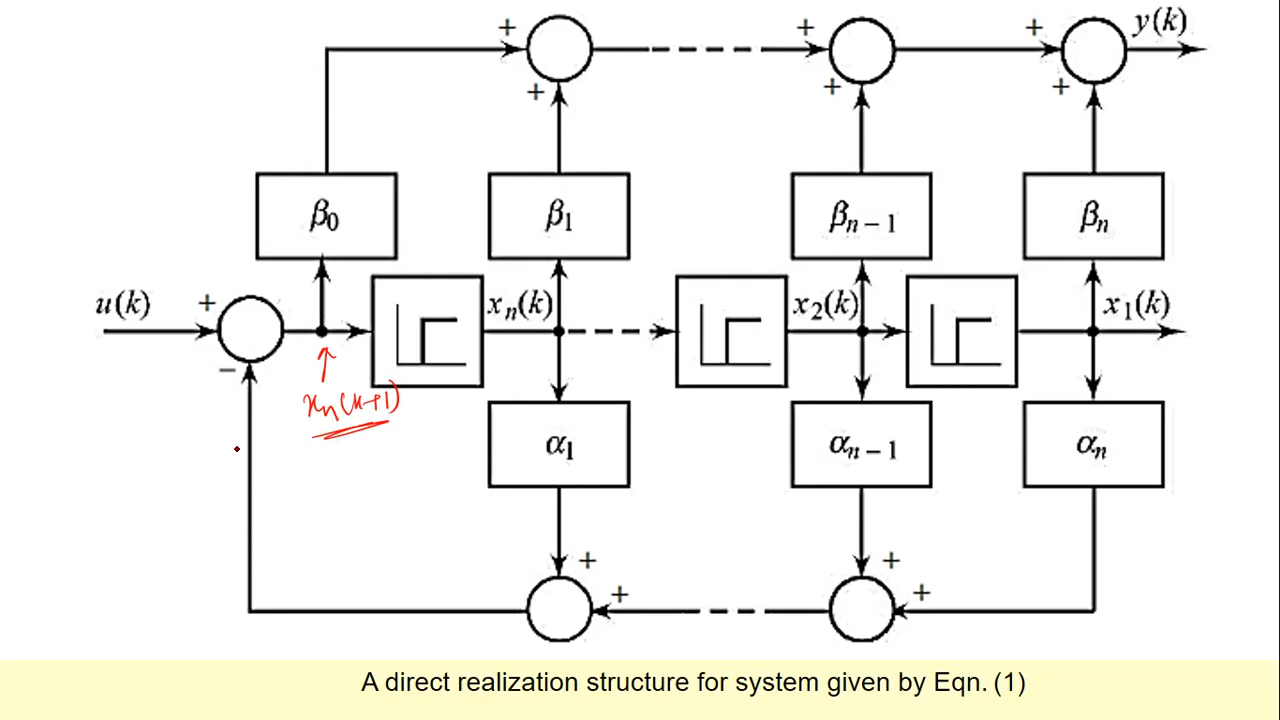 + + + y(k)
+ + +
β₀ β₁ βₙ₋₁ βₙ
u(k) + xₙ(k) x₂(k) x₁(k)
−
xₙ(k+1)
α₁ αₙ₋₁ αₙ
+ +
+ +
A direct realization structure for system given by Eqn. (1)